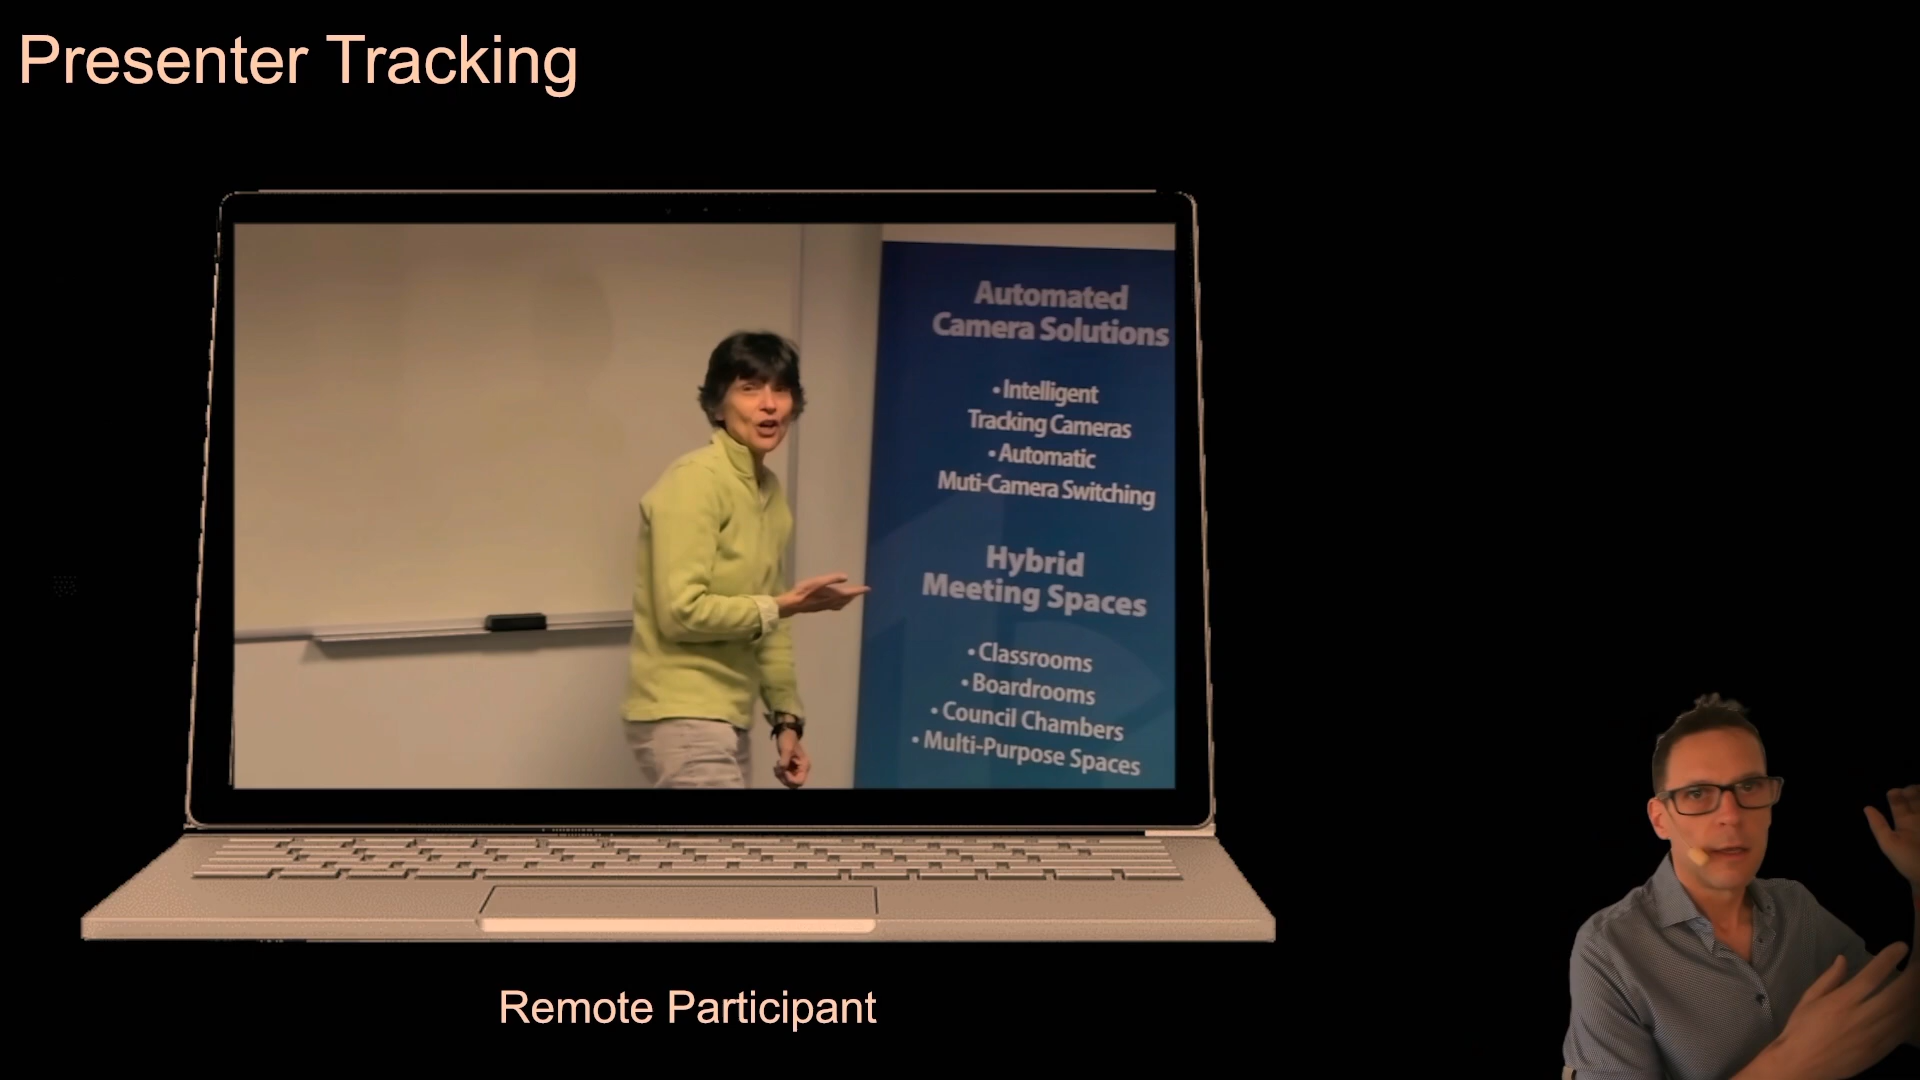 Presenter Tracking
Automated
Camera Solutions
• Intelligent
Tracking Cameras
• Automatic
Muti-Camera Switching
Hybrid
Meeting Spaces
• Classrooms
• Boardrooms
• Council Chambers
• Multi-Purpose Spaces
Remote Participant